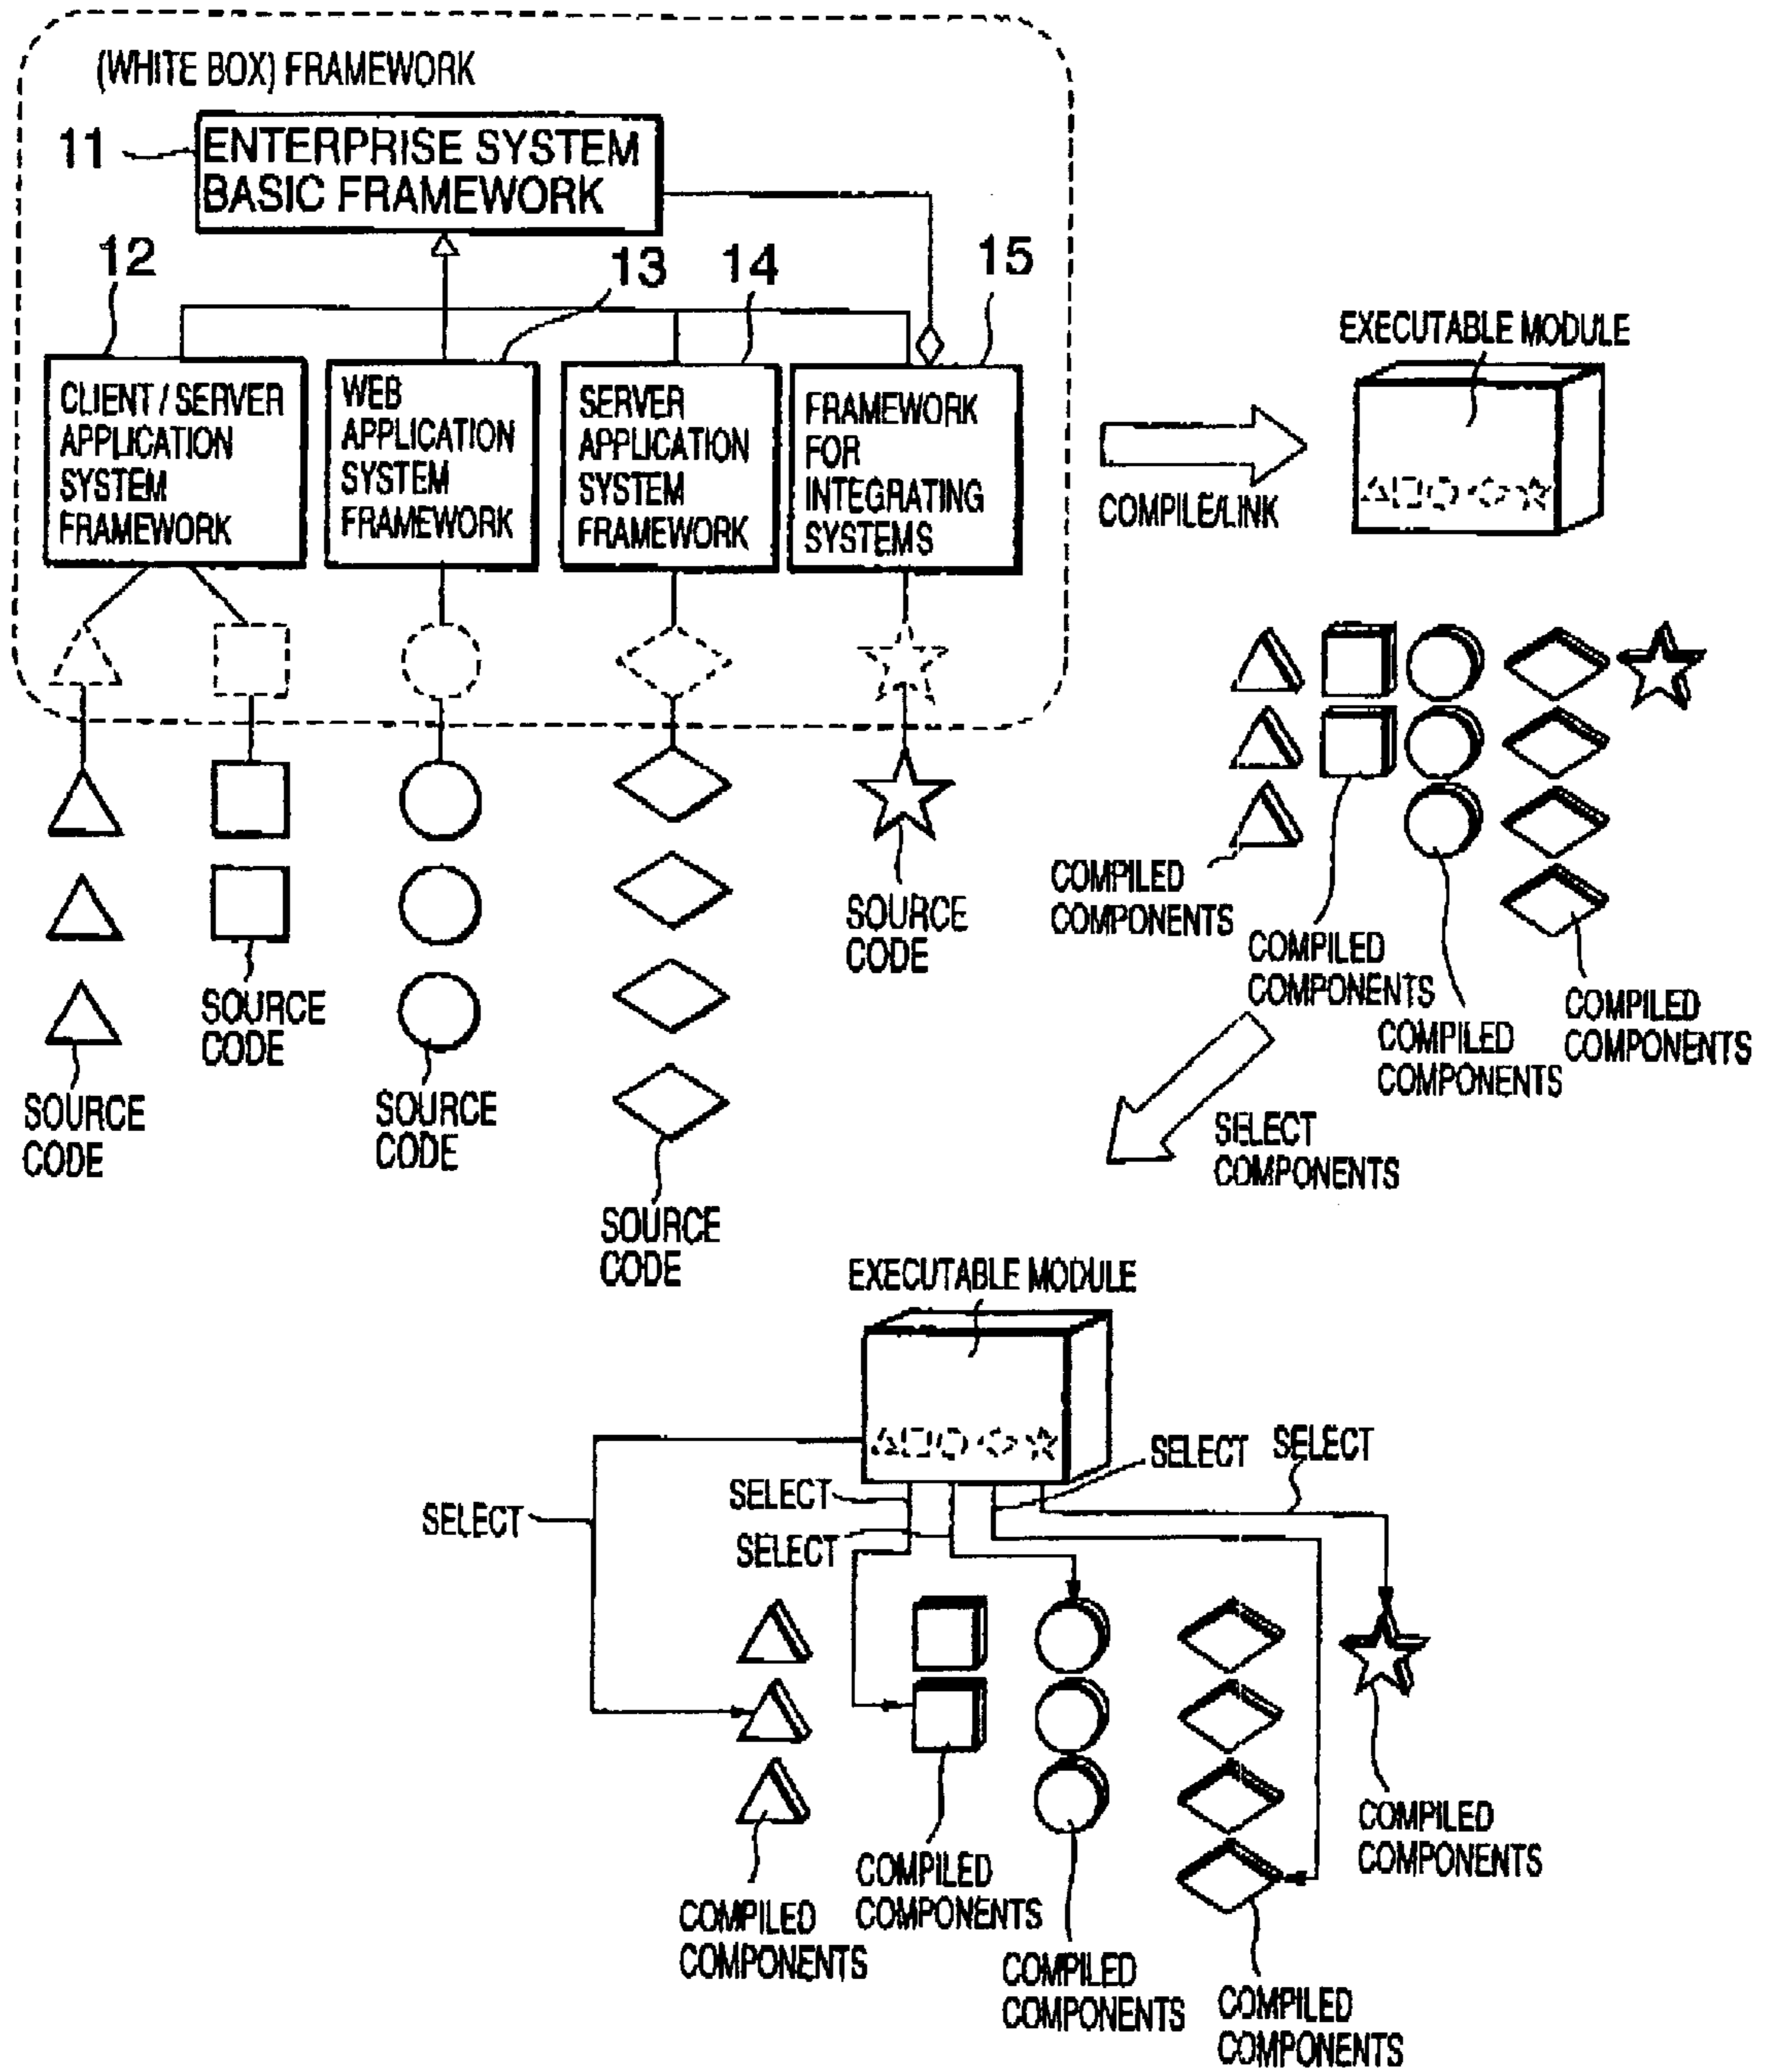 (WHITE BOX) FRAMEWORK
11
ENTERPRISE SYSTEM
BASIC FRAMEWORK
12
13
14
15
CLIENT / SERVER
APPLICATION
SYSTEM
FRAMEWORK
WEB
APPLICATION
SYSTEM
FRAMEWORK
SERVER
APPLICATION
SYSTEM
FRAMEWORK
FRAMEWORK
FOR
INTEGRATING
SYSTEMS
COMPILE/LINK
EXECUTABLE MODULE
SOURCE
CODE
SOURCE
CODE
SOURCE
CODE
SOURCE
CODE
SOURCE
CODE
COMPILED
COMPONENTS
COMPILED
COMPONENTS
COMPILED
COMPONENTS
COMPILED
COMPONENTS
SELECT
COMPONENTS
EXECUTABLE MODULE
SELECT
SELECT
SELECT
SELECT
SELECT
COMPILED
COMPONENTS
COMPILED
COMPONENTS
COMPILED
COMPONENTS
COMPILED
COMPONENTS
COMPILED
COMPONENTS